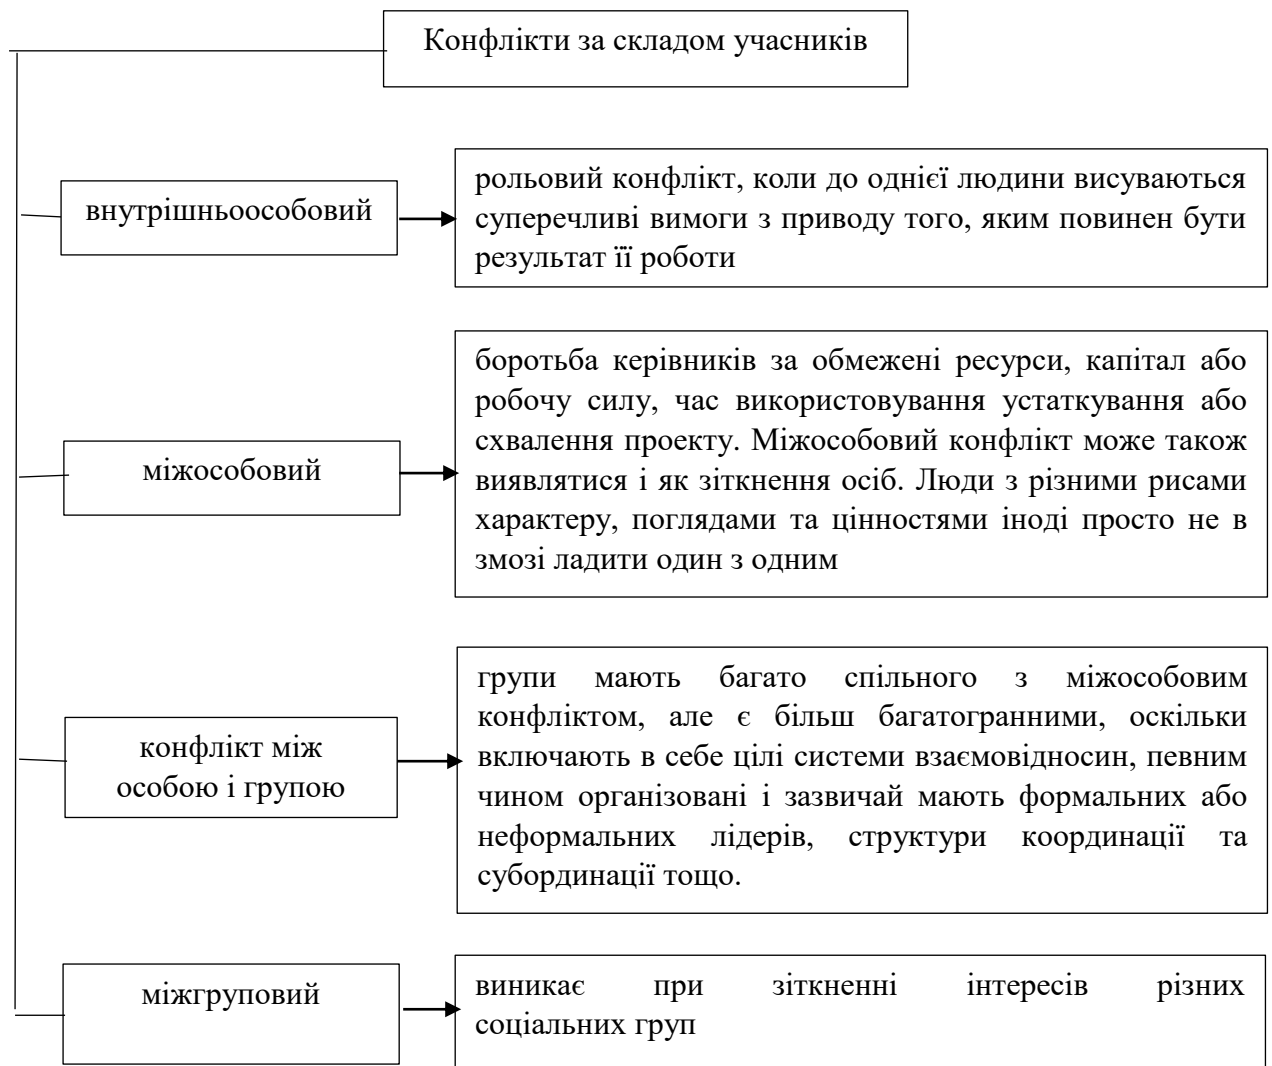 Конфлікти за складом учасників
внутрішньоособовий
рольовий конфлікт, коли до однієї людини висуваються
суперечливі вимоги з приводу того, яким повинен бути
результат її роботи
міжособовий
боротьба керівників за обмежені ресурси, капітал або
робочу силу, час використовування устаткування або
схвалення проекту. Міжособовий конфлікт може також
виявлятися і як зіткнення осіб. Люди з різними рисами
характеру, поглядами та цінностями іноді просто не в
змозі ладити один з одним
конфлікт між
особою і групою
групи мають багато спільного з міжособовим
конфліктом, але є більш багатогранними, оскільки
включають в себе цілі системи взаємовідносин, певним
чином організовані і зазвичай мають формальних або
неформальних лідерів, структури координації та
субординації тощо.
міжгруповий
виникає при зіткненні інтересів різних
соціальних груп